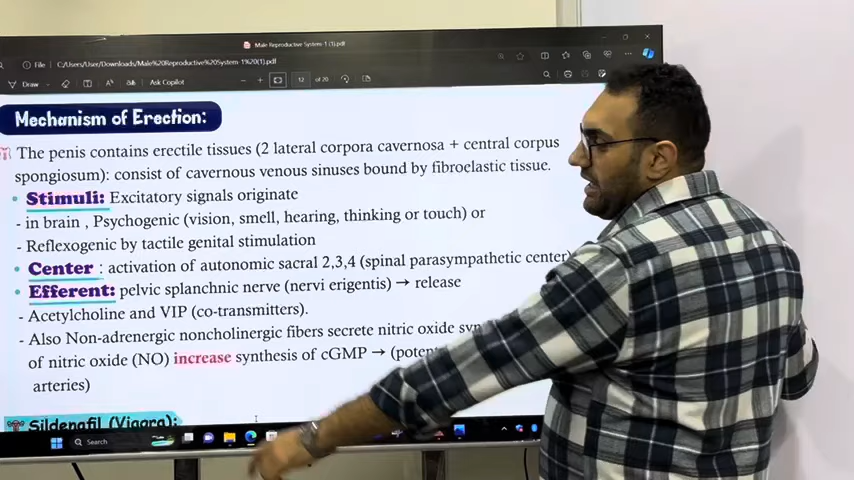 Male Reproductive System-1 (1).pdf
File C:/Users/User/Downloads/Male%20Reproductive%20System-1%20(1).pdf
Draw Ask Copilot 12 of 20
Mechanism of Erection:
The penis contains erectile tissues (2 lateral corpora cavernosa + central corpus
spongiosum): consist of cavernous venous sinuses bound by fibroelastic tissue.
• Stimuli: Excitatory signals originate
- in brain , Psychogenic (vision, smell, hearing, thinking or touch) or
- Reflexogenic by tactile genital stimulation
• Center : activation of autonomic sacral 2,3,4 (spinal parasympathetic center)
• Efferent: pelvic splanchnic nerve (nervi erigentis) → release
- Acetylcholine and VIP (co-transmitters).
- Also Non-adrenergic noncholinergic fibers secrete nitric oxide
of nitric oxide (NO) increase synthesis of cGMP → (
arteries)
Sildenafil (Viagra):
Search